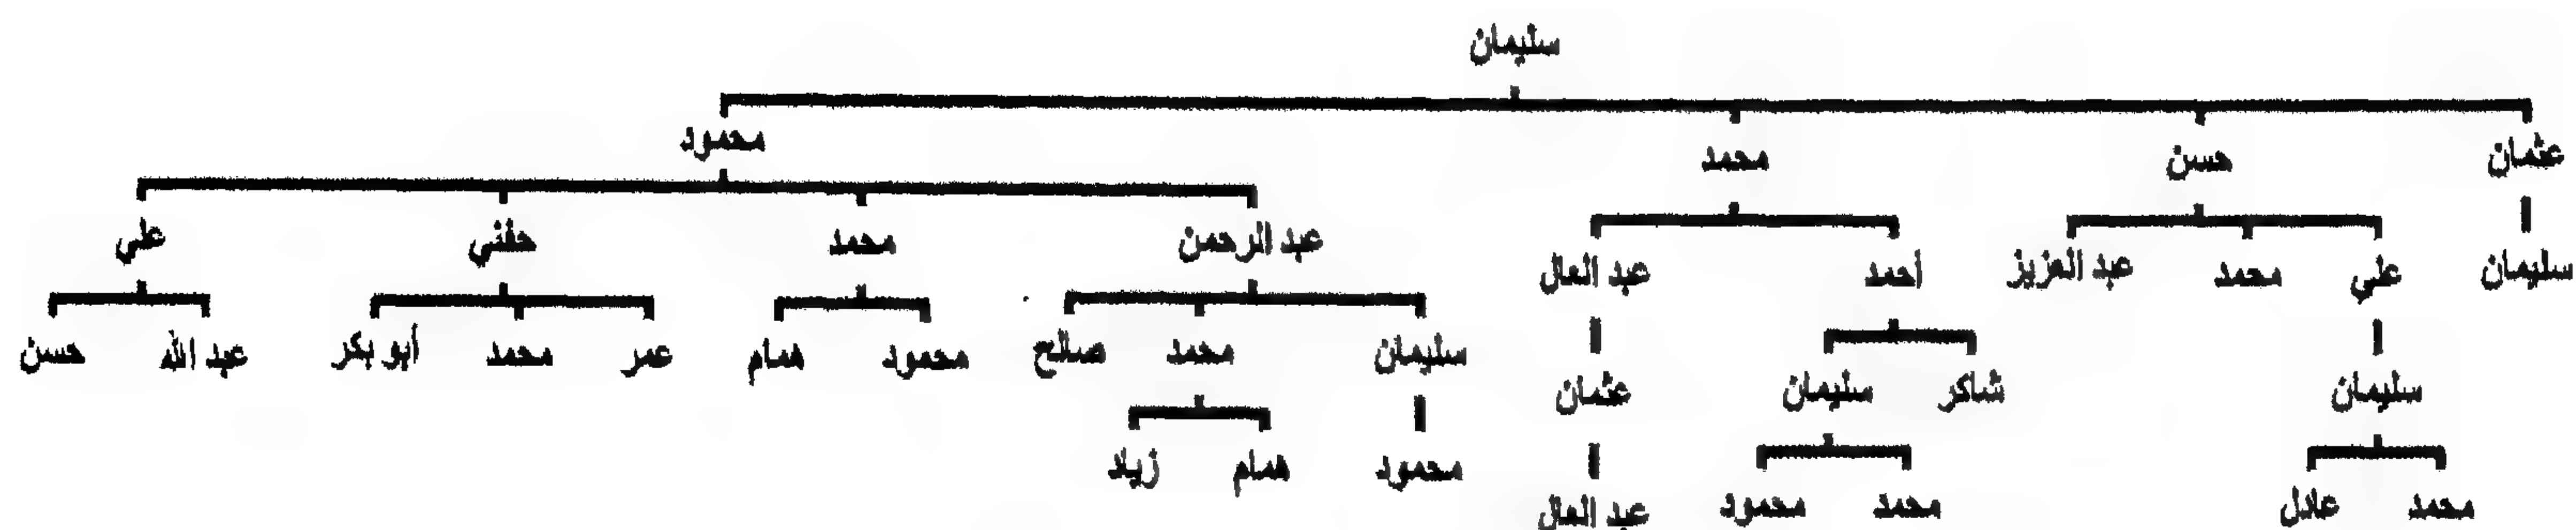 سليمان
عثمان حسن محمد محمود
عبد الرحمن محمد حفني علي
سليمان علي محمد عبد العزيز أحمد عبد العال
سليمان محمد صالح محمود همام عمر محمد أبو بكر عبد الله حسن
سليمان شاكر سليمان عثمان
محمود همام زياد
محمد عادل محمد محمود عبد العال